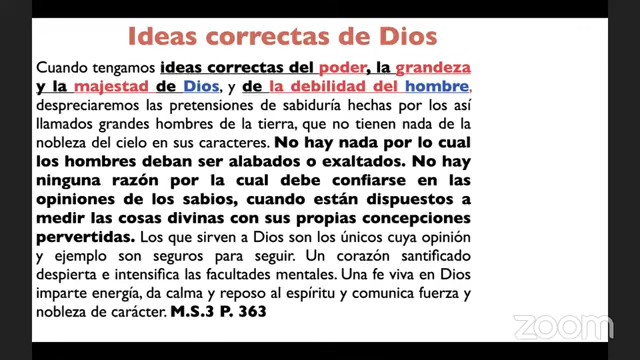 Ideas correctas de Dios
Cuando tengamos ideas correctas del poder, la grandeza
y la majestad de Dios, y de la debilidad del hombre,
despreciaremos las pretensiones de sabiduría hechas por los así
llamados grandes hombres de la tierra, que no tienen nada de la
nobleza del cielo en sus caracteres. No hay nada por lo cual
los hombres deban ser alabados o exaltados. No hay
ninguna razón por la cual debe confiarse en las
opiniones de los sabios, cuando están dispuestos a
medir las cosas divinas con sus propias concepciones
pervertidas. Los que sirven a Dios son los únicos cuya opinión
y ejemplo son seguros para seguir. Un corazón santificado
despierta e intensifica las facultades mentales. Una fe viva en Dios
imparte energía, da calma y reposo al espíritu y comunica fuerza y
nobleza de carácter. M.S.3 P. 363
zoom